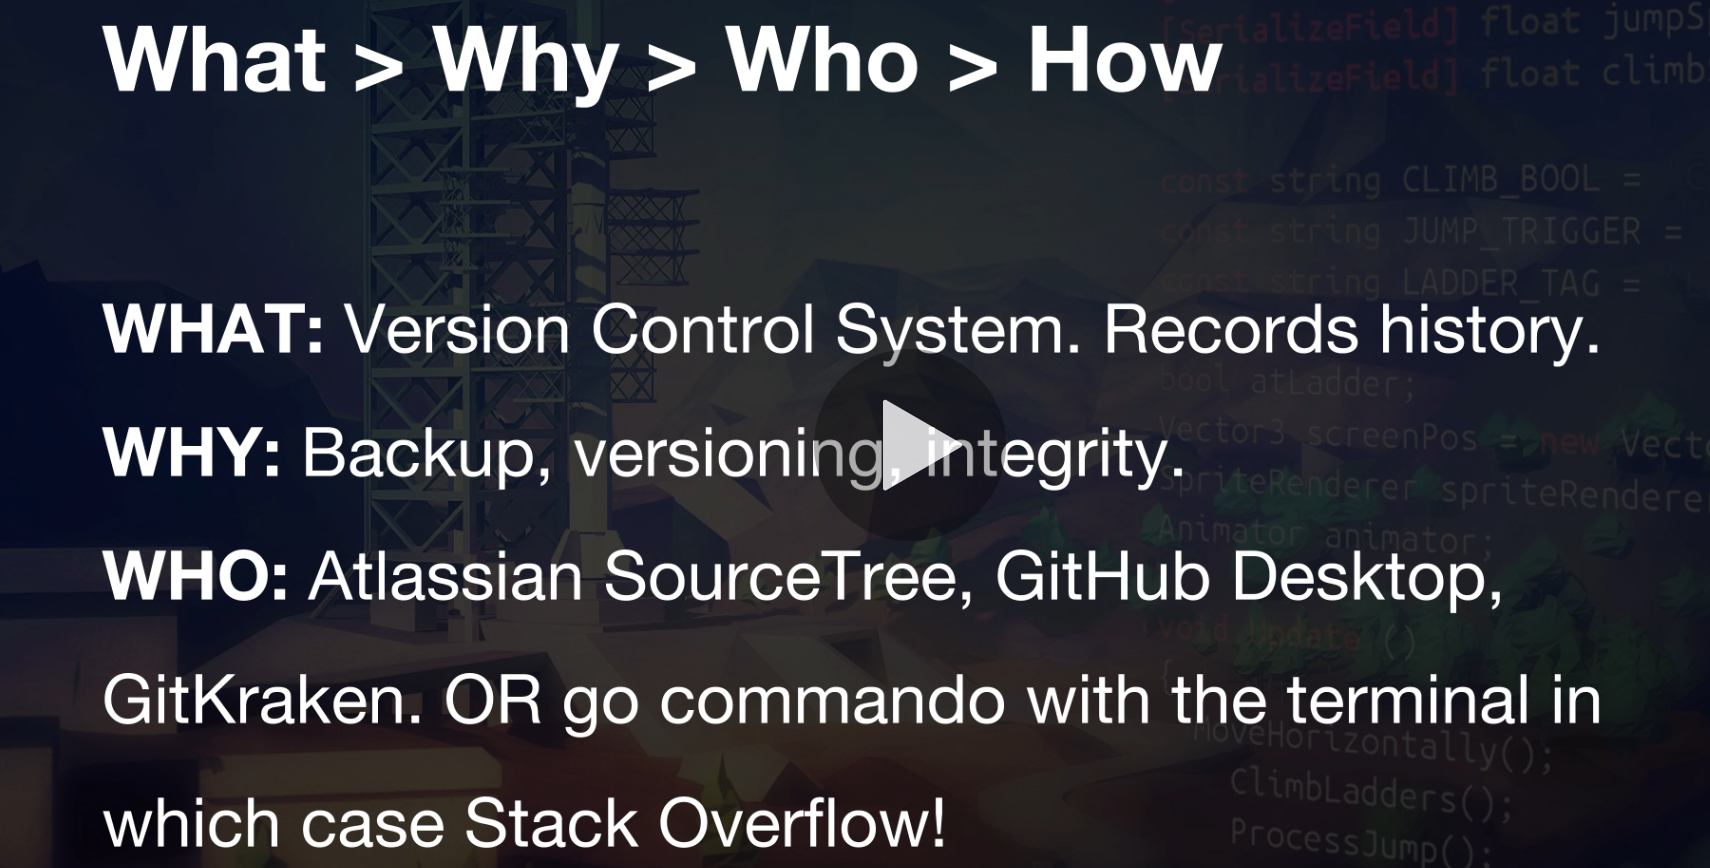 What > Why > Who > How
[SerializeField] float jumpS
[SerializeField] float climb
const string CLIMB_BOOL =
const string JUMP_TRIGGER =
const string LADDER_TAG =
WHAT: Version Control System. Records history.
bool atLadder;
Vector3 screenPos = new Vect
WHY: Backup, versioning, integrity.
SpriteRenderer spriteRendere
Animator animator;
WHO: Atlassian SourceTree, GitHub Desktop,
void Update ()
{
GitKraken. OR go commando with the terminal in
MoveHorizontally();
ClimbLadders();
which case Stack Overflow!
ProcessJump();